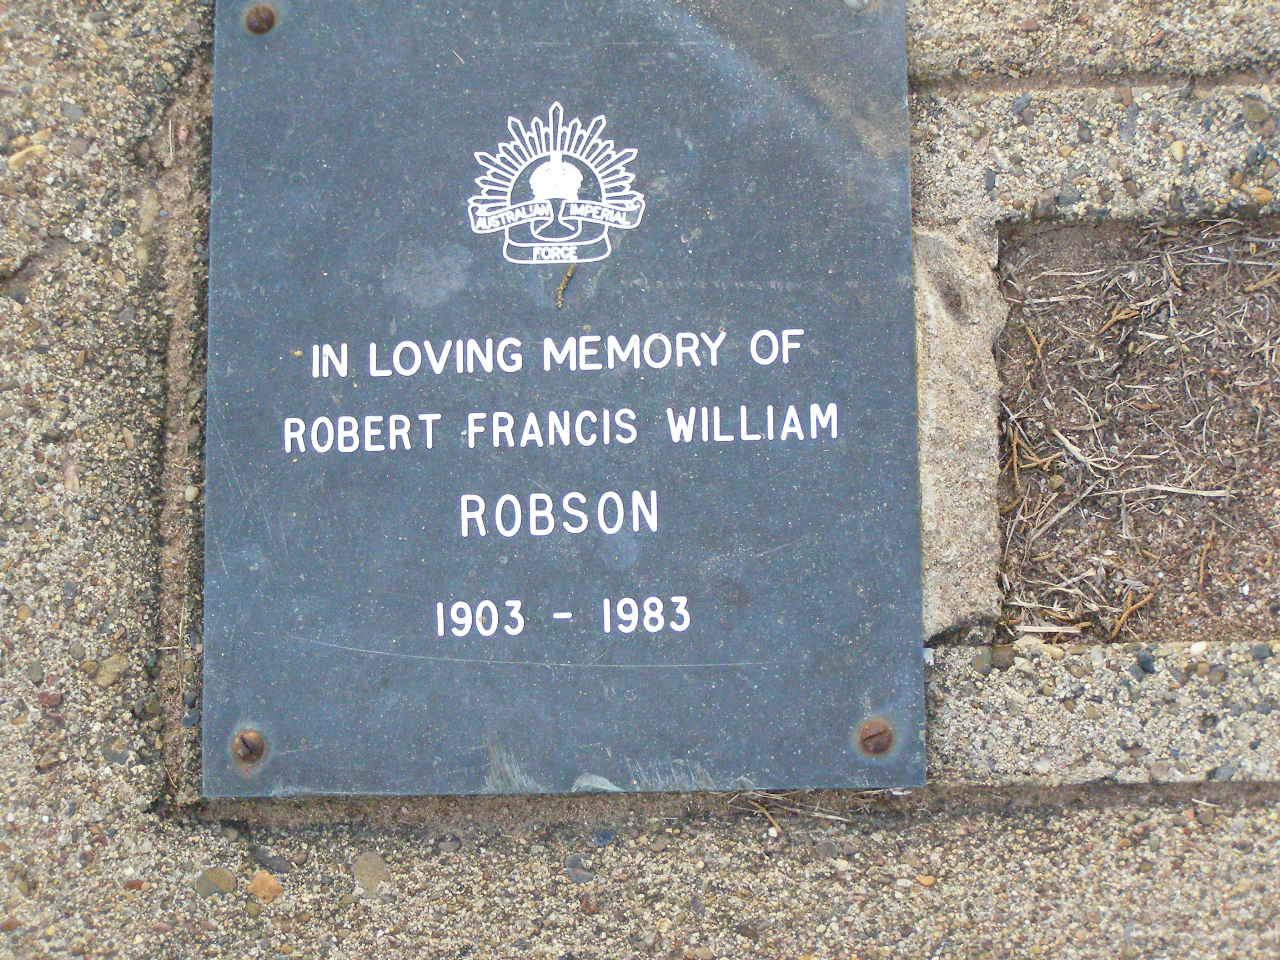 AUSTRALIAN IMPERIAL
FORCE
IN LOVING MEMORY OF
ROBERT FRANCIS WILLIAM
ROBSON
1903 - 1983